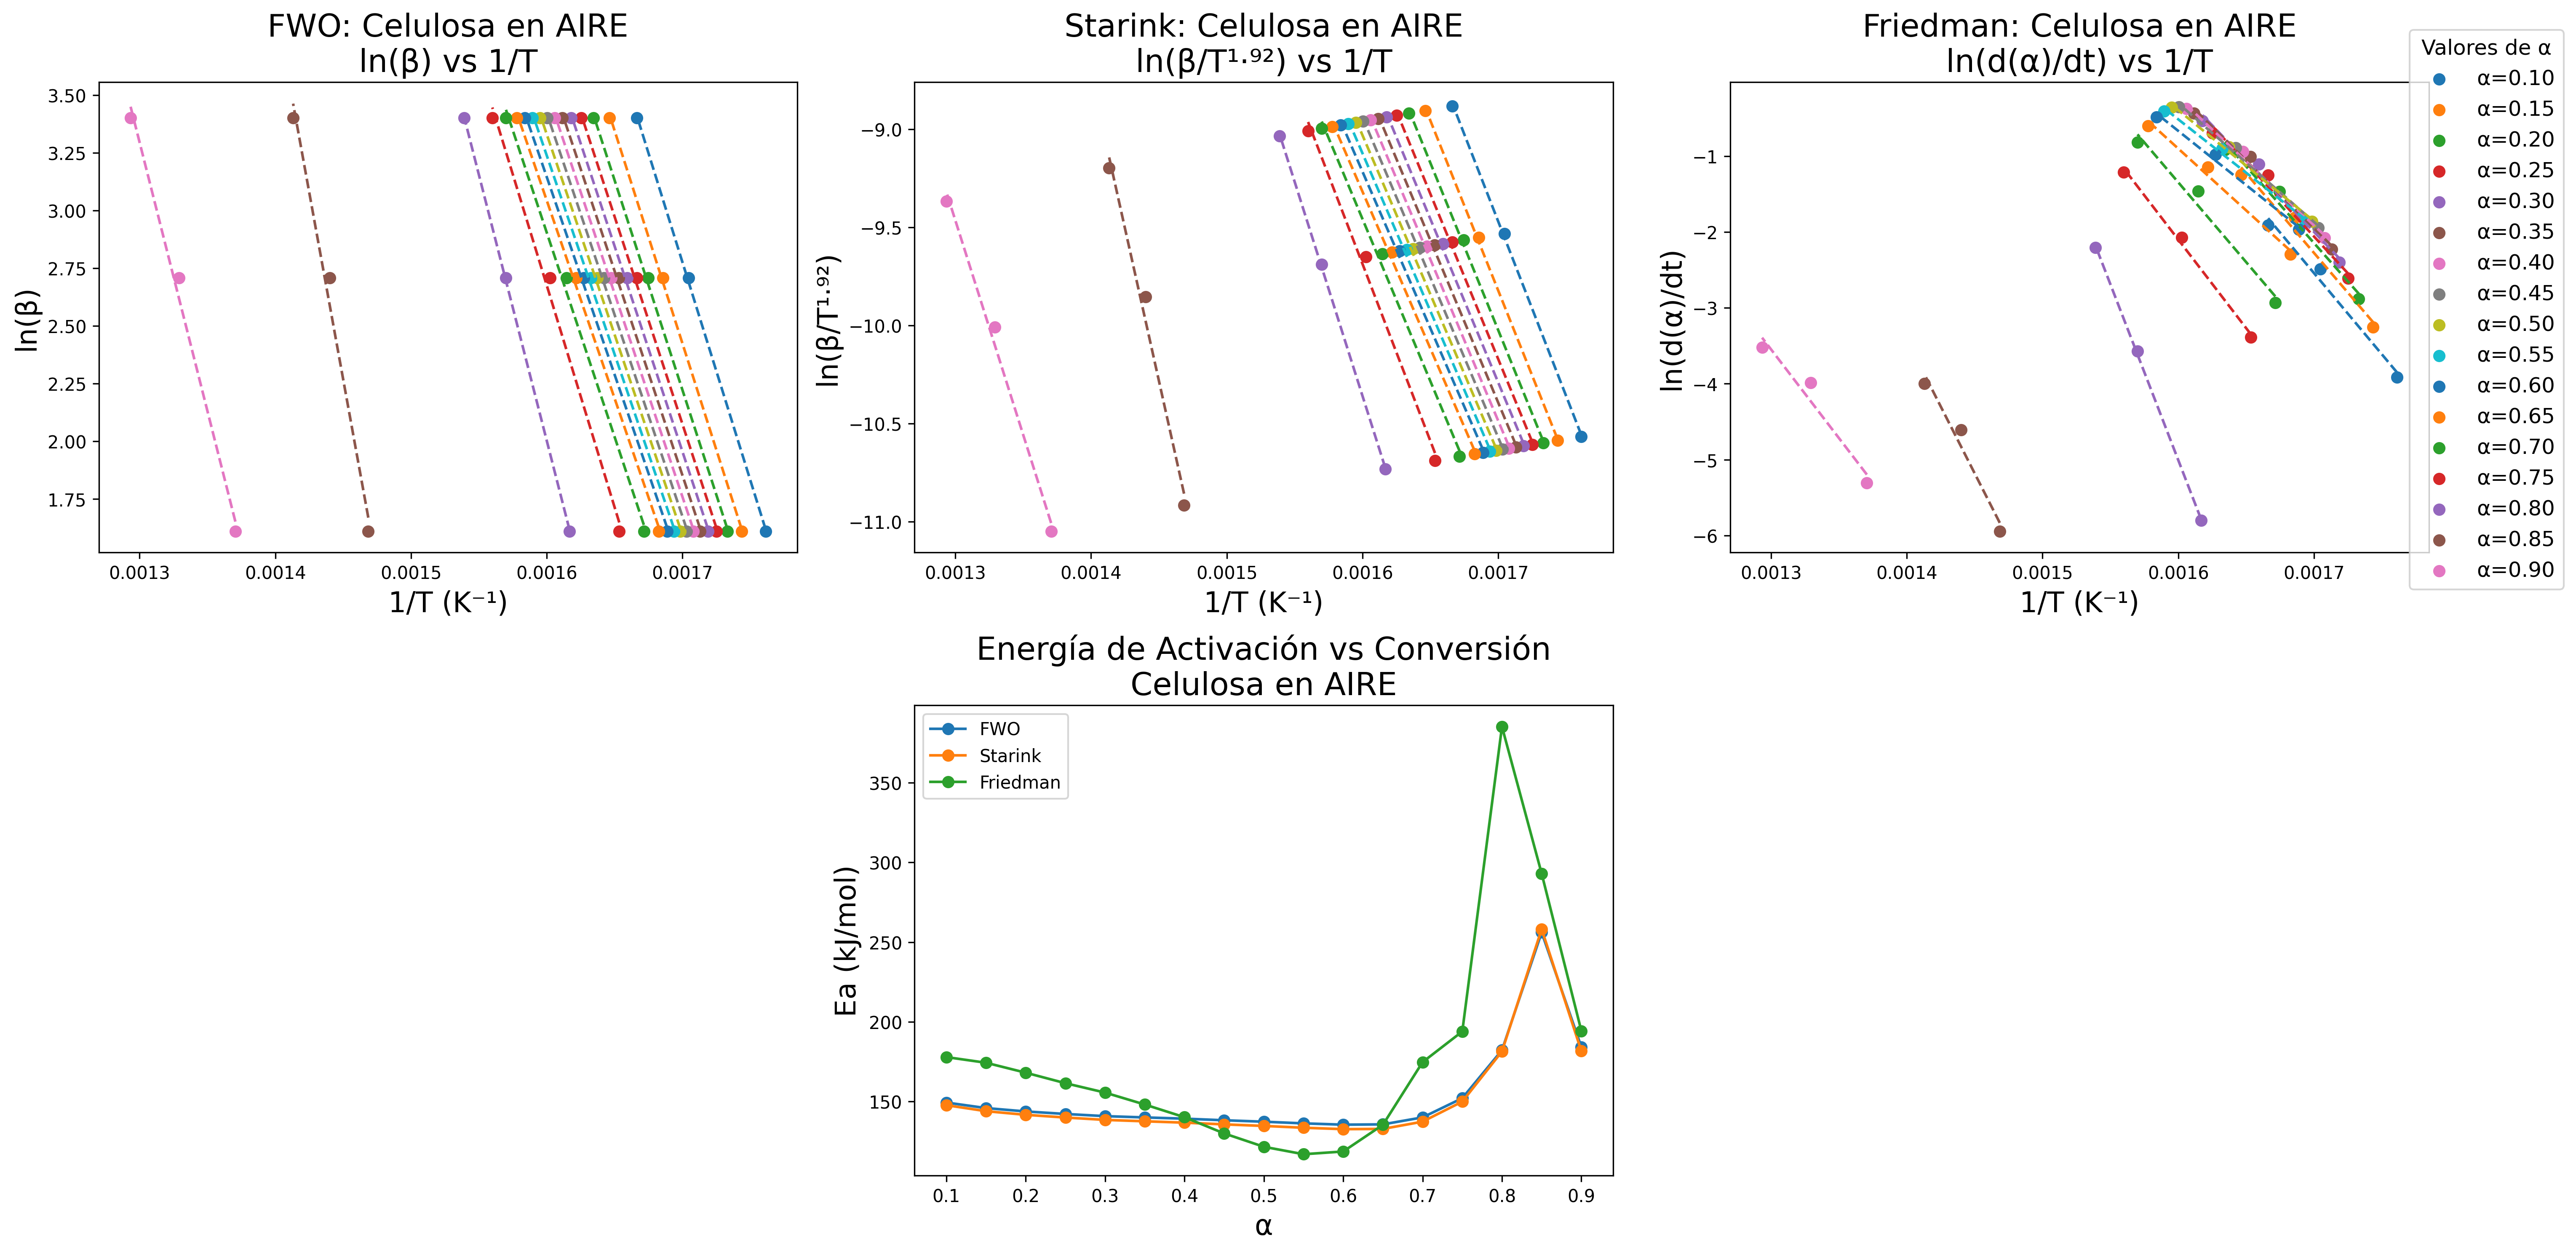 FWO: Celulosa en AIRE
ln(β) vs 1/T
ln(β)
3.50
3.25
3.00
2.75
2.50
2.25
2.00
1.75
0.0013 0.0014 0.0015 0.0016 0.0017
1/T (K⁻¹)
Starink: Celulosa en AIRE
ln(β/T¹·⁹²) vs 1/T
ln(β/T¹·⁹²)
−9.0
−9.5
−10.0
−10.5
−11.0
0.0013 0.0014 0.0015 0.0016 0.0017
1/T (K⁻¹)
Friedman: Celulosa en AIRE
ln(d(α)/dt) vs 1/T
ln(d(α)/dt)
−1
−2
−3
−4
−5
−6
0.0013 0.0014 0.0015 0.0016 0.0017
1/T (K⁻¹)
Valores de α
α=0.10
α=0.15
α=0.20
α=0.25
α=0.30
α=0.35
α=0.40
α=0.45
α=0.50
α=0.55
α=0.60
α=0.65
α=0.70
α=0.75
α=0.80
α=0.85
α=0.90
Energía de Activación vs Conversión
Celulosa en AIRE
FWO
Starink
Friedman
Ea (kJ/mol)
350
300
250
200
150
0.1 0.2 0.3 0.4 0.5 0.6 0.7 0.8 0.9
α